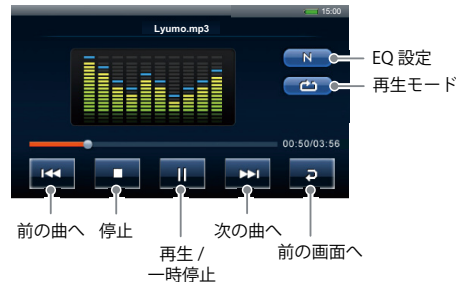 15:00
Lyumo.mp3
N
EQ 設定
再生モード
00:50/03:56
前の曲へ
停止
再生 /
一時停止
次の曲へ
前の画面へ